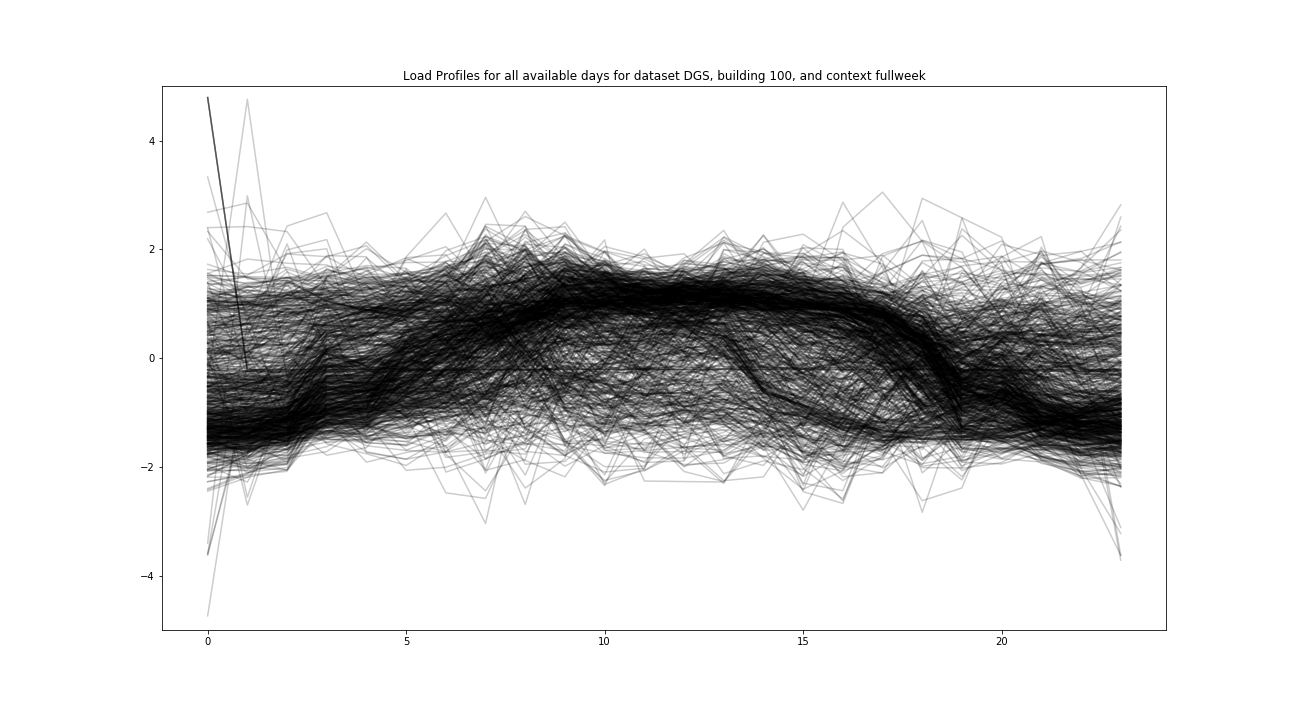 Load Profiles for all available days for dataset DGS, building 100, and context fullweek
4
2
0
−2
−4
0 5 10 15 20